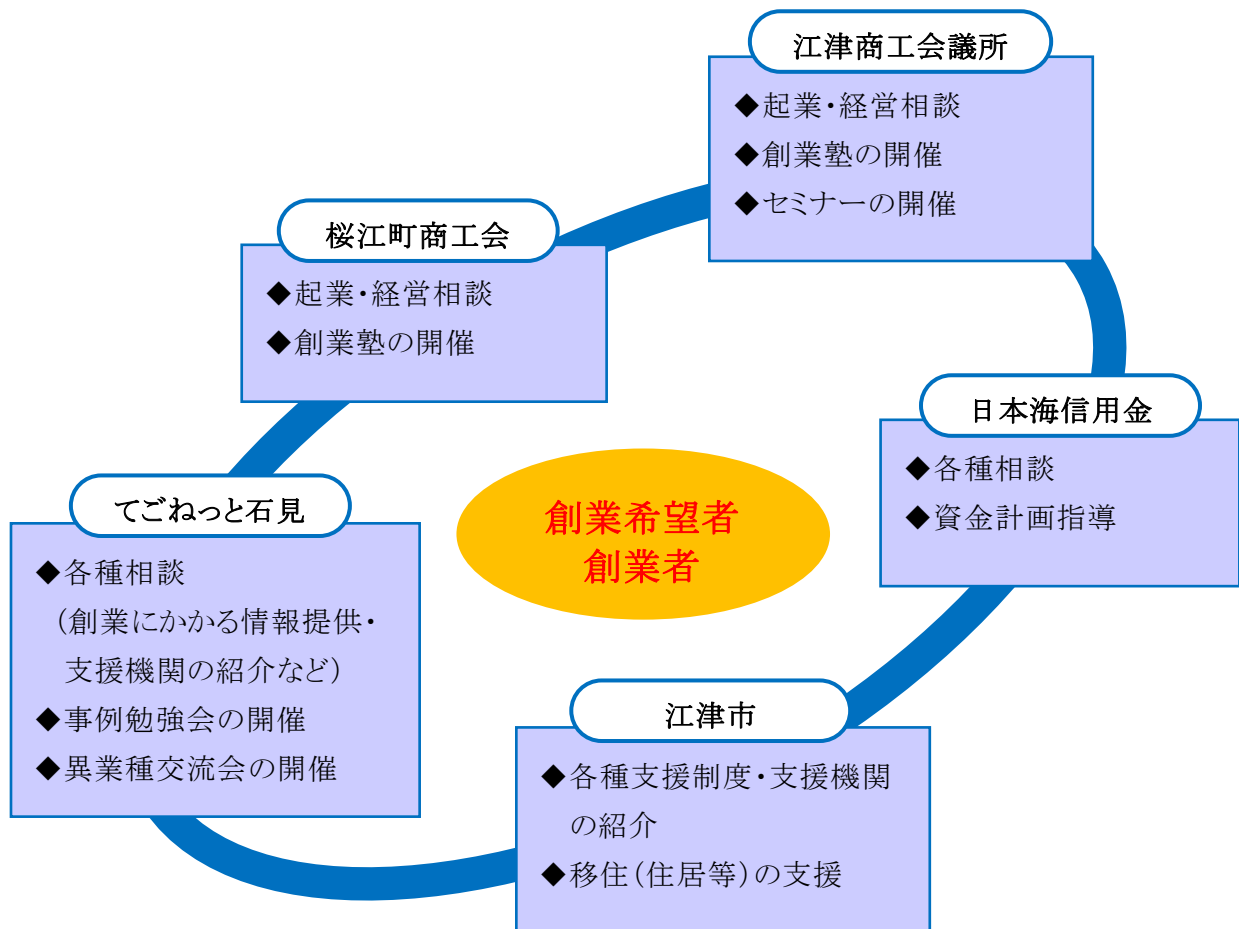 江津商工会議所
◆起業・経営相談
◆創業塾の開催
◆セミナーの開催
桜江町商工会
◆起業・経営相談
◆創業塾の開催
日本海信用金庫
◆各種相談
◆資金計画指導
創業希望者
創業者
てごねっと石見
◆各種相談
(創業にかかる情報提供・
支援機関の紹介など)
◆事例勉強会の開催
◆異業種交流会の開催
江津市
◆各種支援制度・支援機関
の紹介
◆移住(住居等)の支援